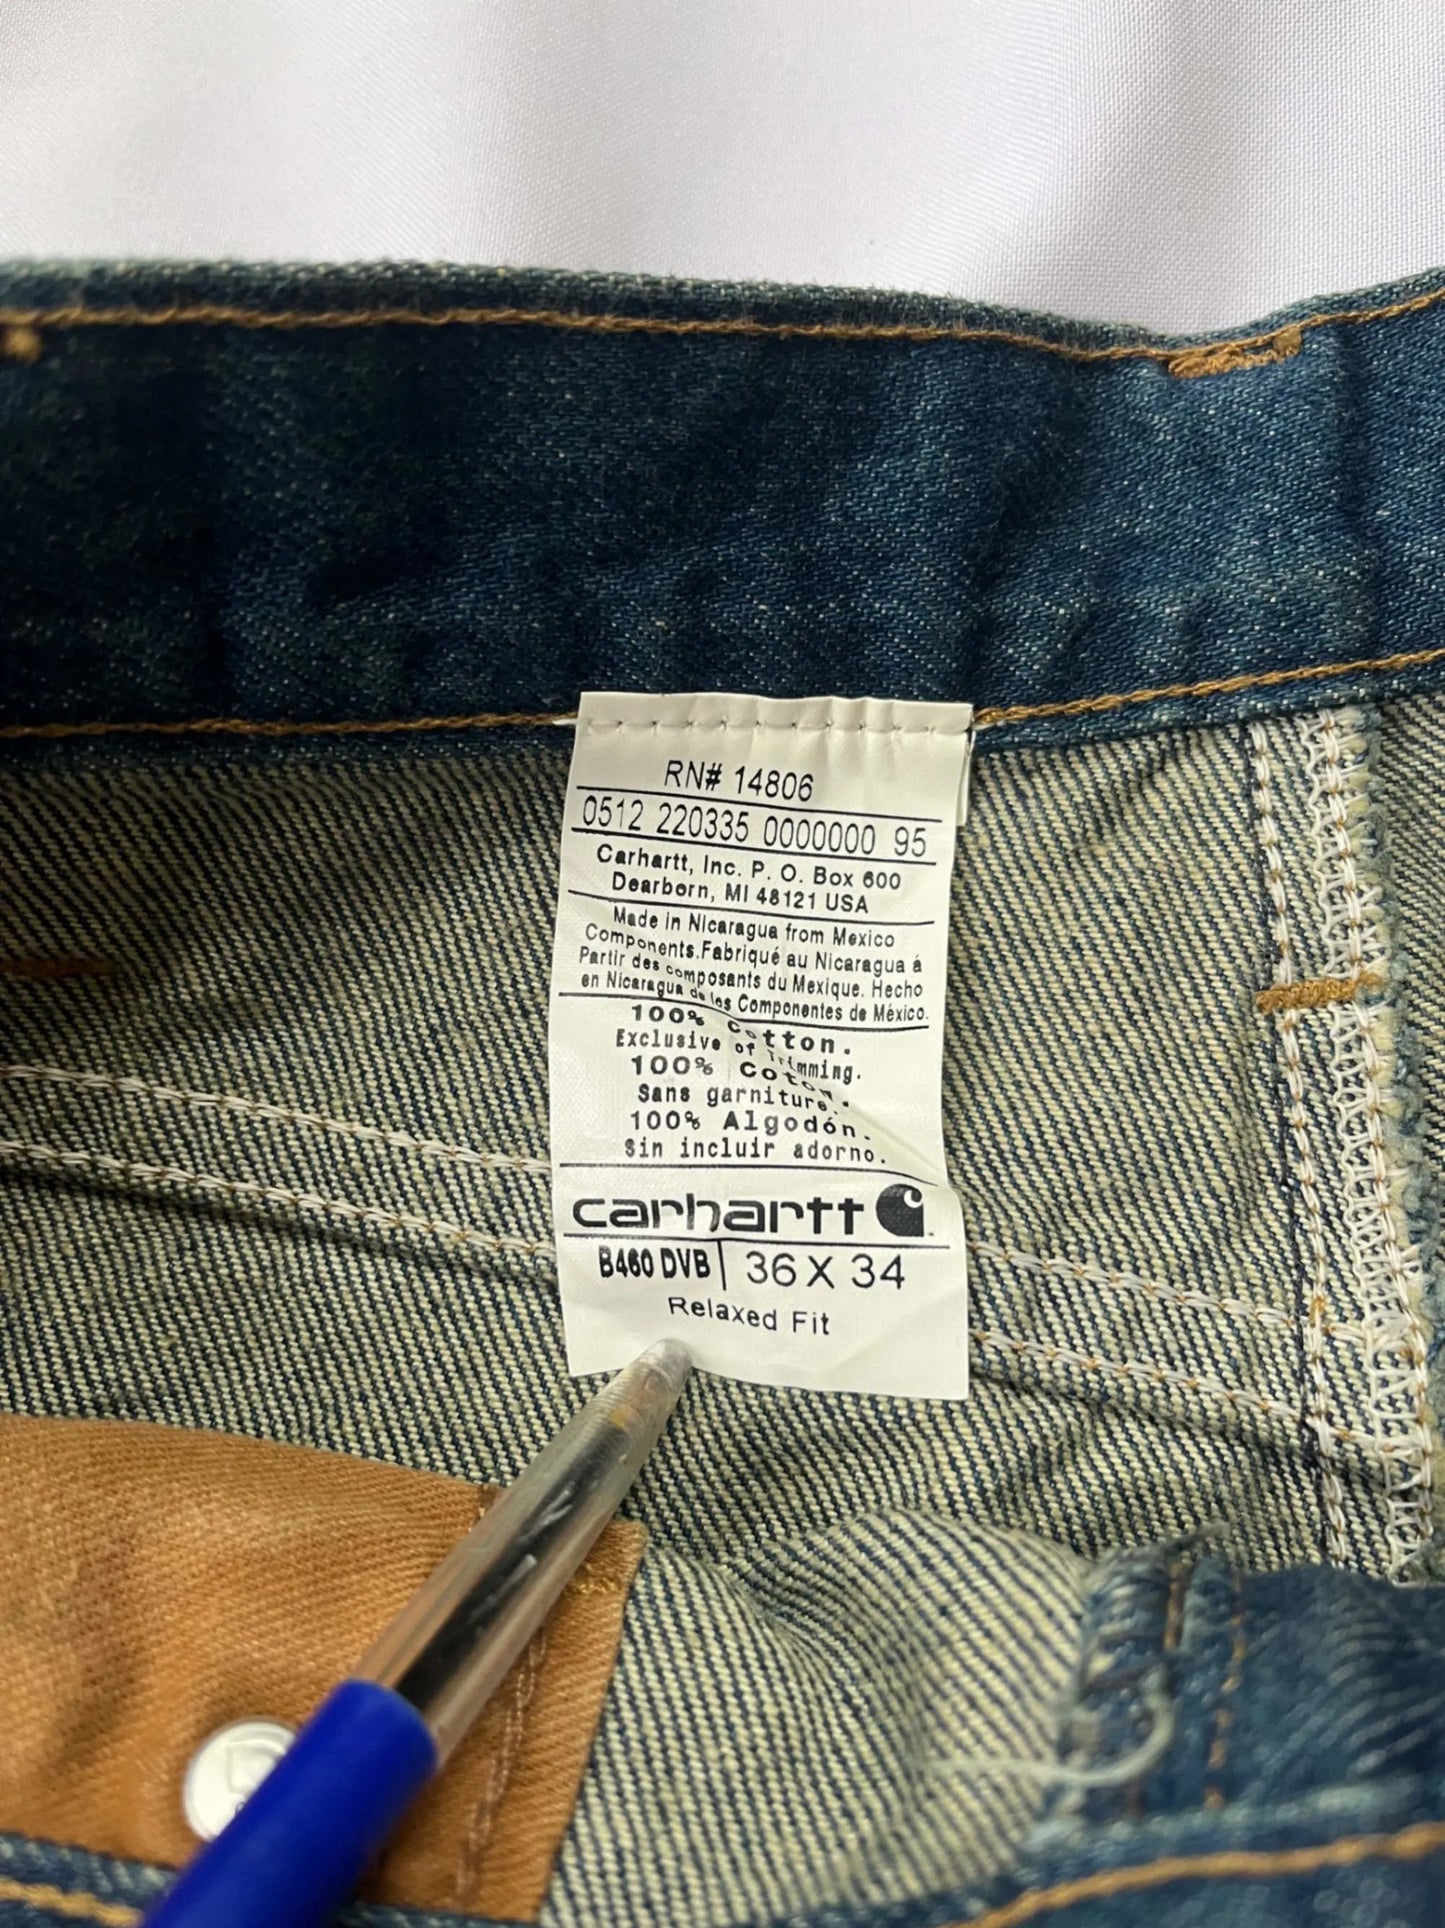 RN# 14806
0512 220335 0000000 95
Carhartt, Inc. P. O. Box 600
Dearborn, MI 48121 USA
Made in Nicaragua from Mexico
Components.Fabriqué au Nicaragua á
Partir des composants du Mexique. Hecho
en Nicaragua de los Componentes de México.
100% Cotton.
Exclusive of Trimming.
100% Coton.
Sans garniture.
100% Algodón.
Sin incluir adorno.
carhartt
B460 DVB 36 X 34
Relaxed Fit